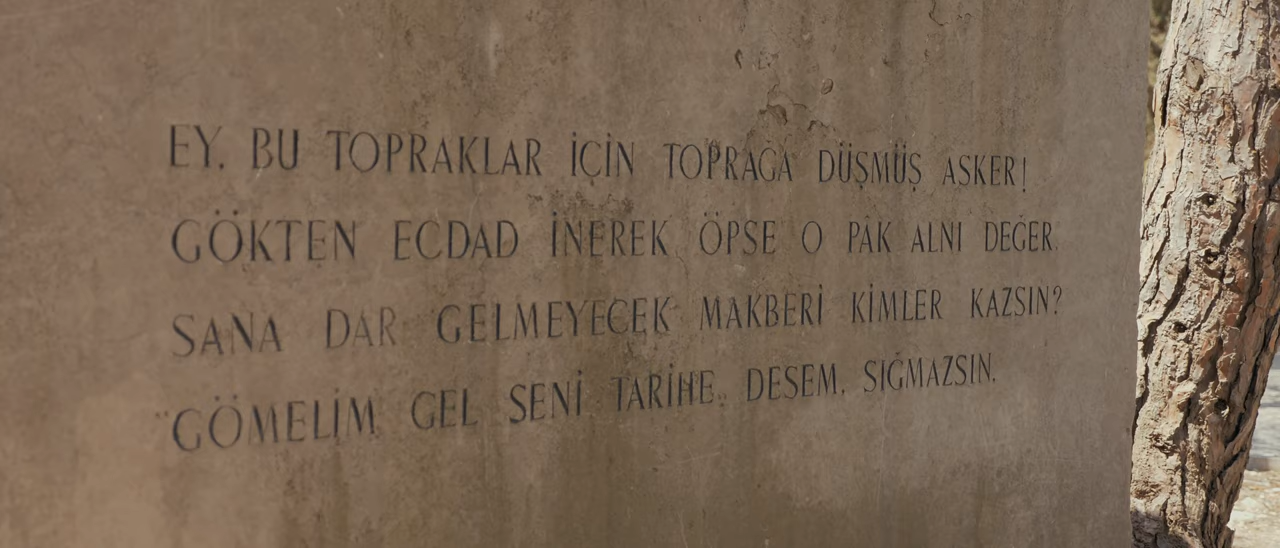 EY, BU TOPRAKLAR İÇİN TOPRAĞA DÜŞMÜŞ ASKER!
GÖKTEN ECDAD İNEREK ÖPSE O PAK ALNI DEĞER.
SANA DAR GELMEYECEK MAKBERİ KİMLER KAZSIN?
"GÖMELİM GEL SENİ TARİHE,, DESEM, SIĞMAZSIN.